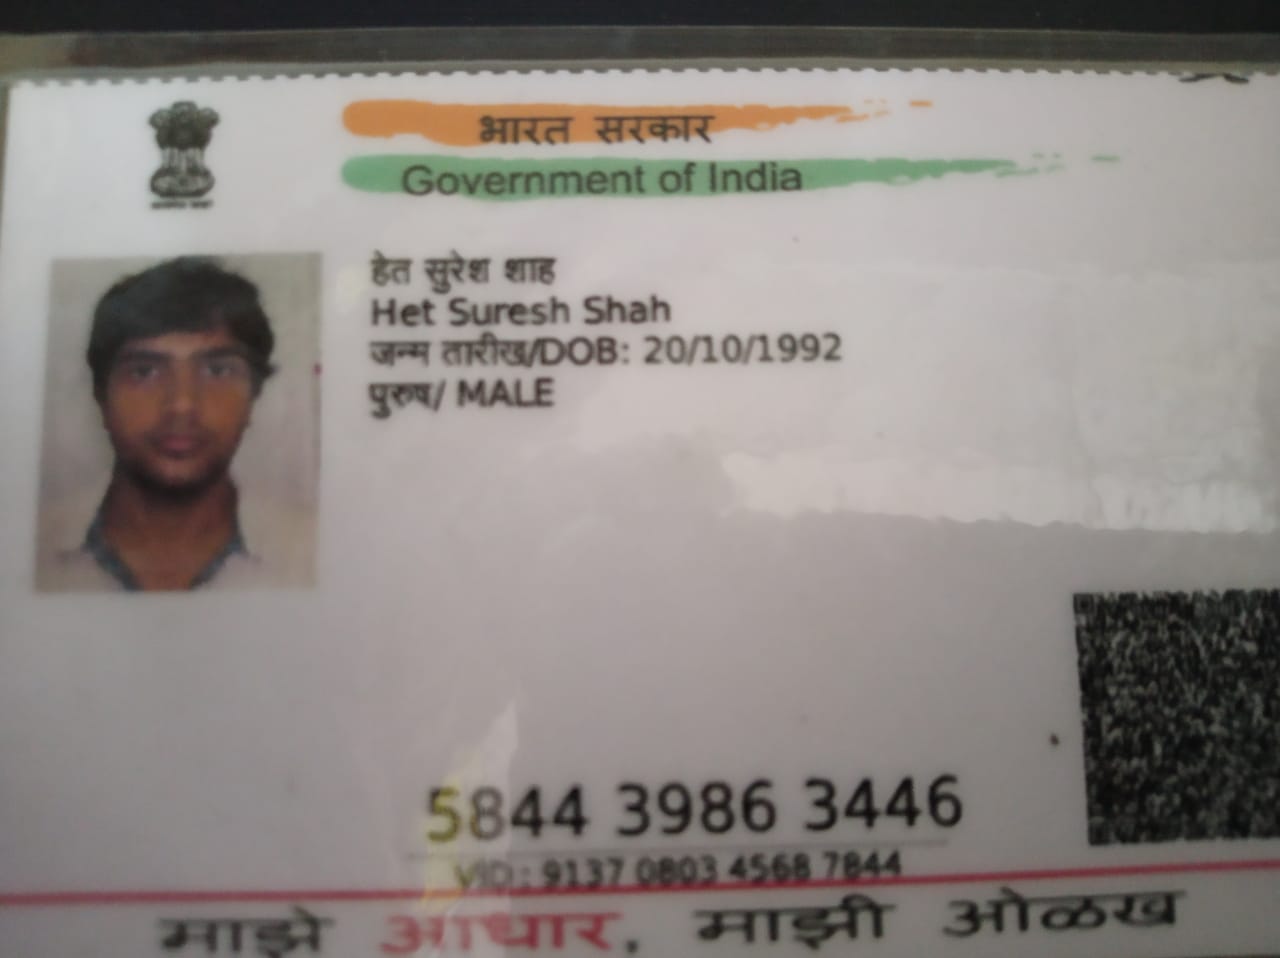 भारत सरकार
Government of India
हेत सुरेश शाह
Het Suresh Shah
जन्म तारीख/DOB: 20/10/1992
पुरुष/ MALE
5844 3986 3446
VID: 9137 0803 4568 7844
माझे आधार, माझी ओळख